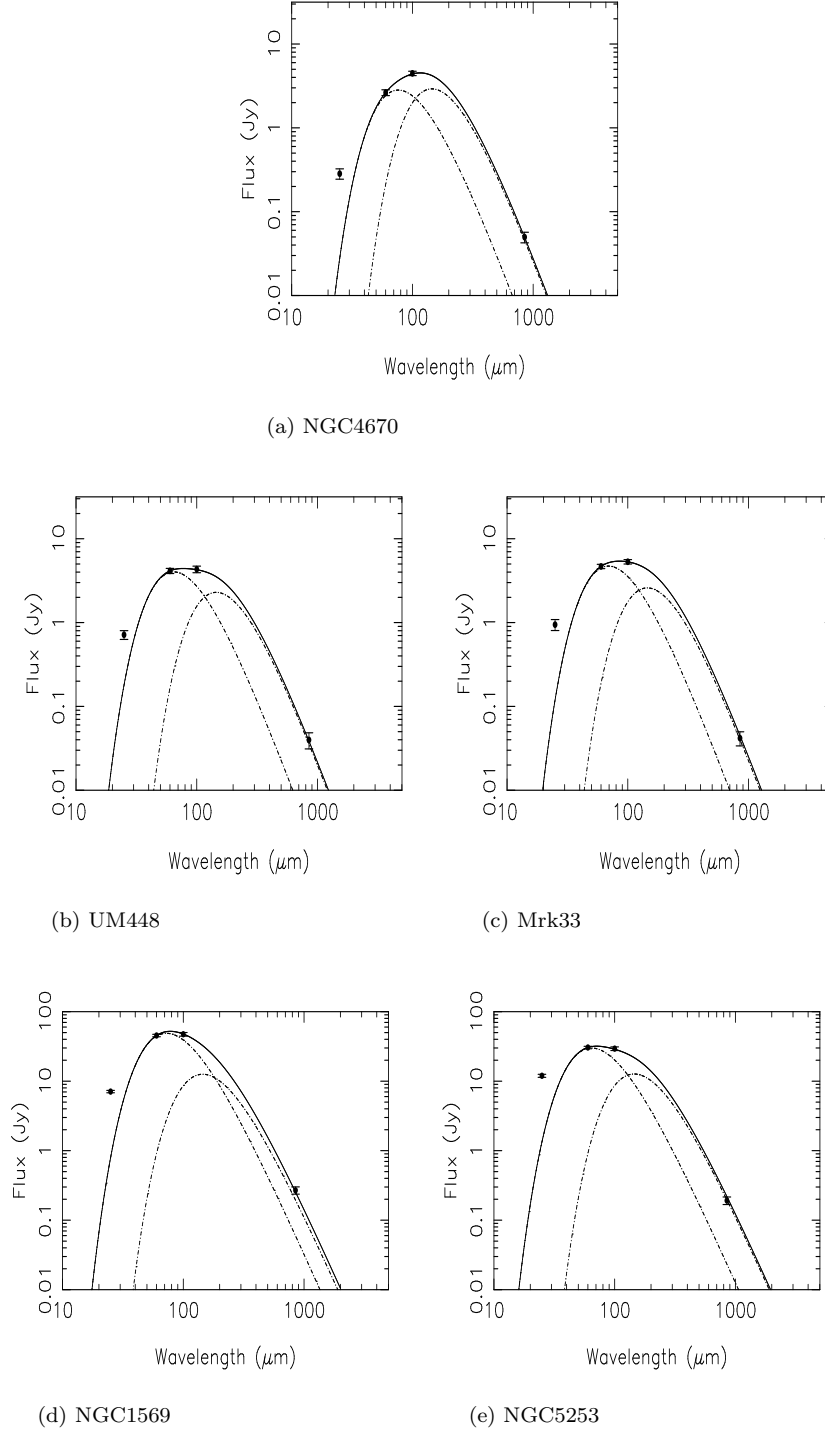 10
1
0.1
0.01
Flux (Jy)
10 100 1000
Wavelength (μm)
(a) NGC4670
10
1
0.1
0.01
Flux (Jy)
10 100 1000
Wavelength (μm)
(b) UM448
10
1
0.1
0.01
Flux (Jy)
10 100 1000
Wavelength (μm)
(c) Mrk33
100
10
1
0.1
0.01
Flux (Jy)
10 100 1000
Wavelength (μm)
(d) NGC1569
100
10
1
0.1
0.01
Flux (Jy)
10 100 1000
Wavelength (μm)
(e) NGC5253